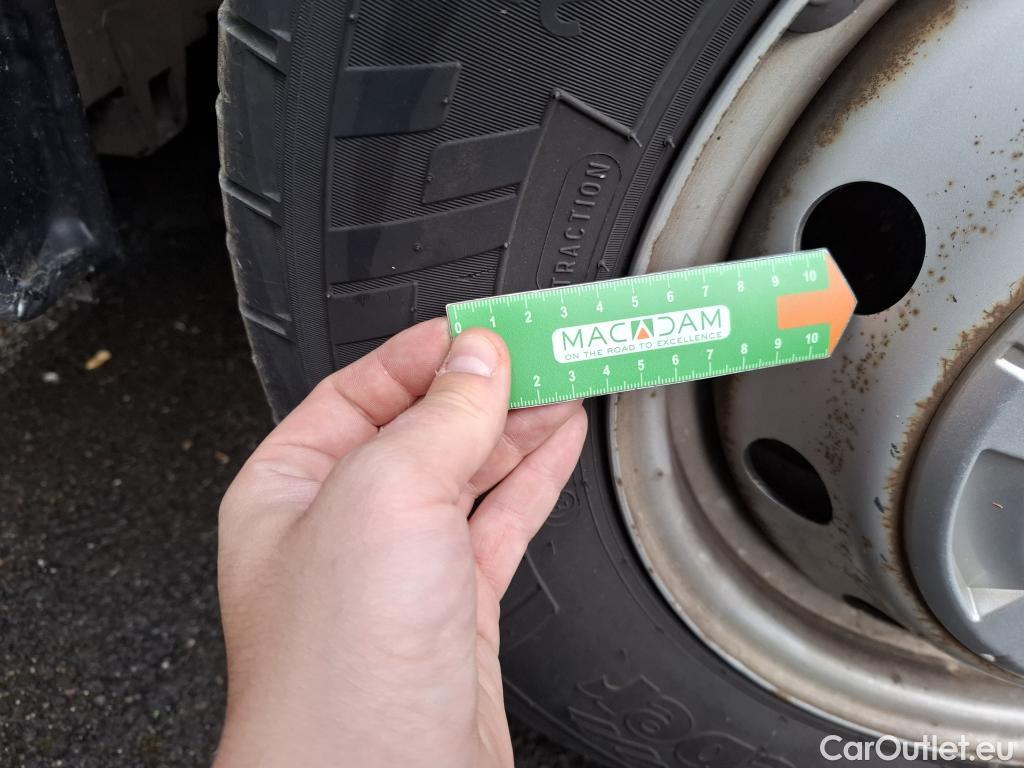 TRACTION
0 1 2 3 4 5 6 7 8 9 10
MACADAM
ON THE ROAD TO EXCELLENCE
2 3 4 5 6 7 8 9 10
CarOutlet.eu